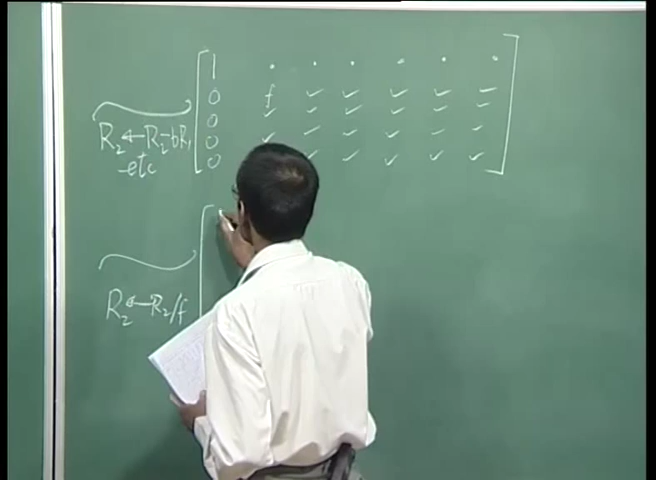 1 . . . . . .
0 f ✓ ✓ ✓ ✓ ✓
0 ✓ ✓ ✓ ✓ ✓ ✓
0 ✓ ✓ ✓ ✓ ✓
0 ✓ ✓ ✓ ✓ ✓
R₂ ← R₂-bR₁
etc
R₂ ← R₂/f